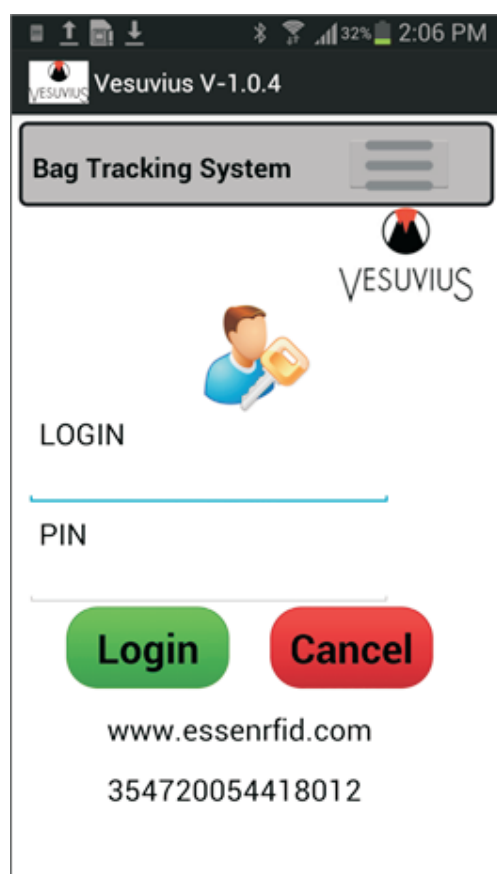 32% 2:06 PM
VESUVIUS Vesuvius V-1.0.4
Bag Tracking System
VESUVIUS
LOGIN
PIN
Login Cancel
www.essenrfid.com
354720054418012